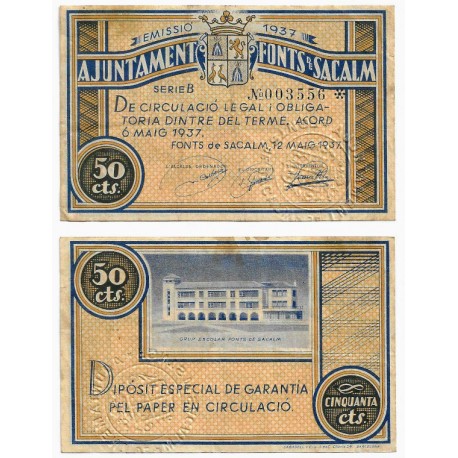 EMISSIÓ 1937
AJUNTAMENT FONTS DE SACALM
SERIE B Nº 003556 *
DE CIRCULACIÓ LEGAL I OBLIGA-
TORIA DINTRE DEL TERME, ACORD
6 MAIG 1937.
FONTS DE SACALM, 12 MAIG 1937.
50
cts.
50
cts.
GRUP ESCOLAR FONTS DE SACALM
DIPÒSIT ESPECIAL DE GARANTIA
PEL PAPER EN CIRCULACIÓ.
CINQUANTA
cts.